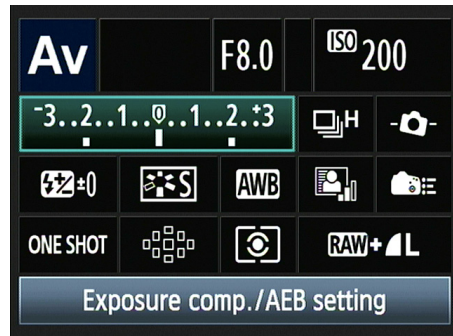 Av F8.0 ISO 200
-3..2..1..0..1..2.+3 H
±0 S AWB
ONE SHOT RAW+ L
Exposure comp./AEB setting